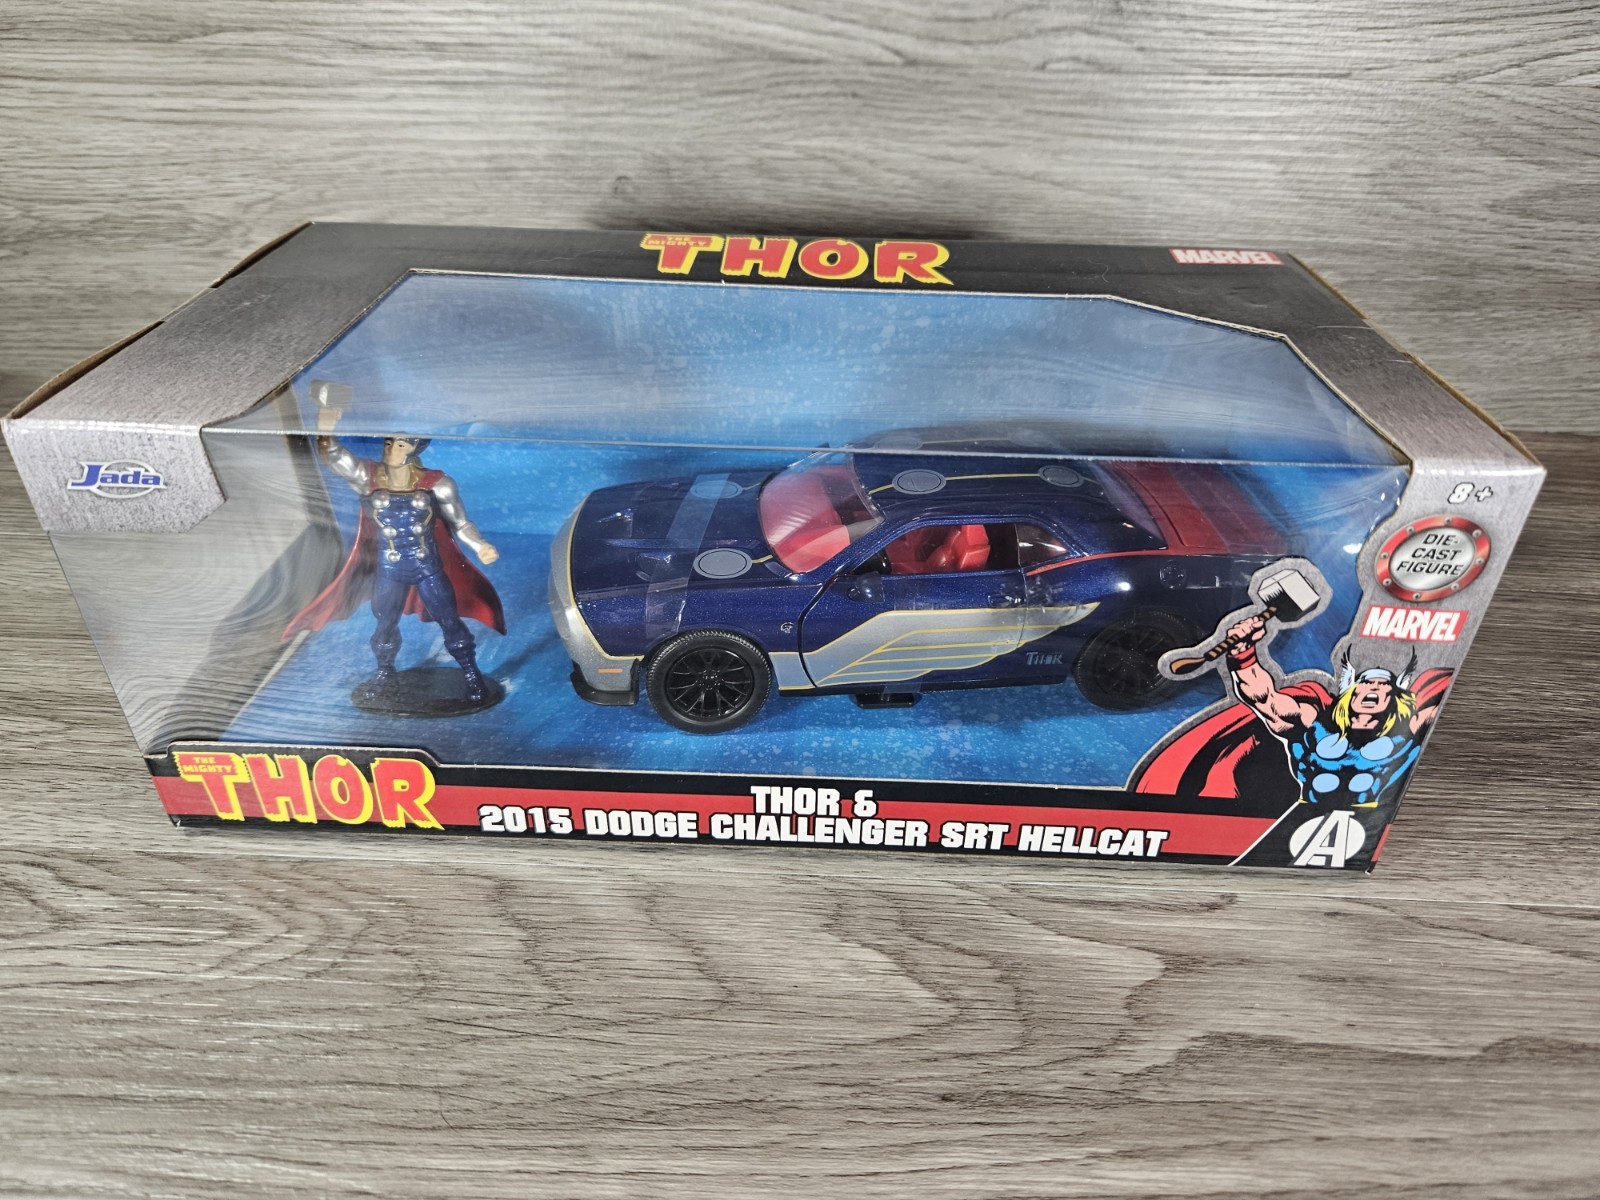 THE MIGHTY
THOR
MARVEL
Jada
8+
DIE-
CAST
FIGURE
MARVEL
THOR
THE MIGHTY
THOR
THOR &
2015 DODGE CHALLENGER SRT HELLCAT
A